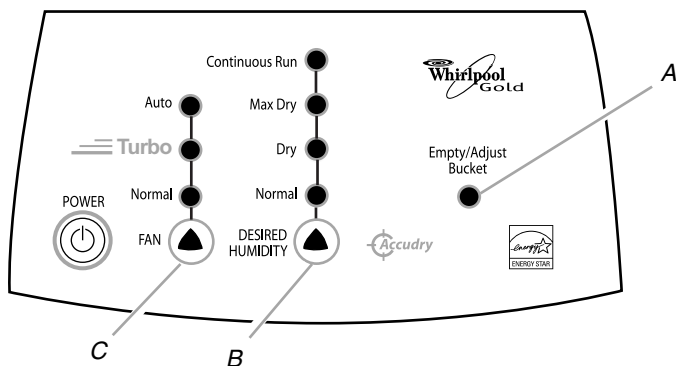 Continuous Run
Whirlpool
Gold
A
Auto
Max Dry
Turbo
Dry
Empty/Adjust
Bucket
Normal
Normal
POWER
FAN
DESIRED
HUMIDITY
Accudry
energy
ENERGY STAR
C
B